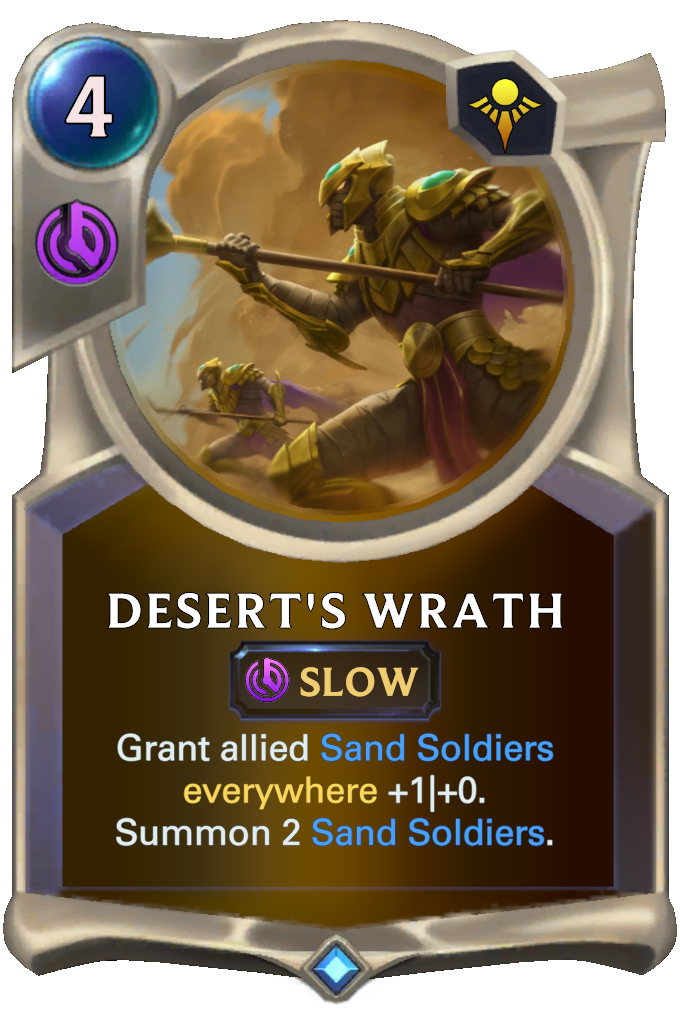 4
DESERT'S WRATH
SLOW
Grant allied Sand Soldiers
everywhere +1|+0.
Summon 2 Sand Soldiers.